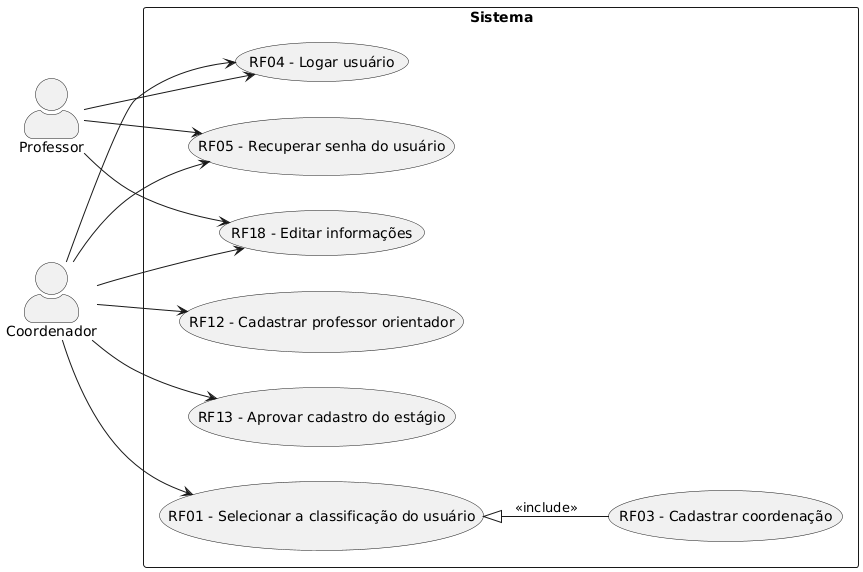 Sistema
RF04 - Logar usuário
Professor
RF05 - Recuperar senha do usuário
RF18 - Editar informações
Coordenador
RF12 - Cadastrar professor orientador
RF13 - Aprovar cadastro do estágio
RF01 - Selecionar a classificação do usuário
«include»
RF03 - Cadastrar coordenação